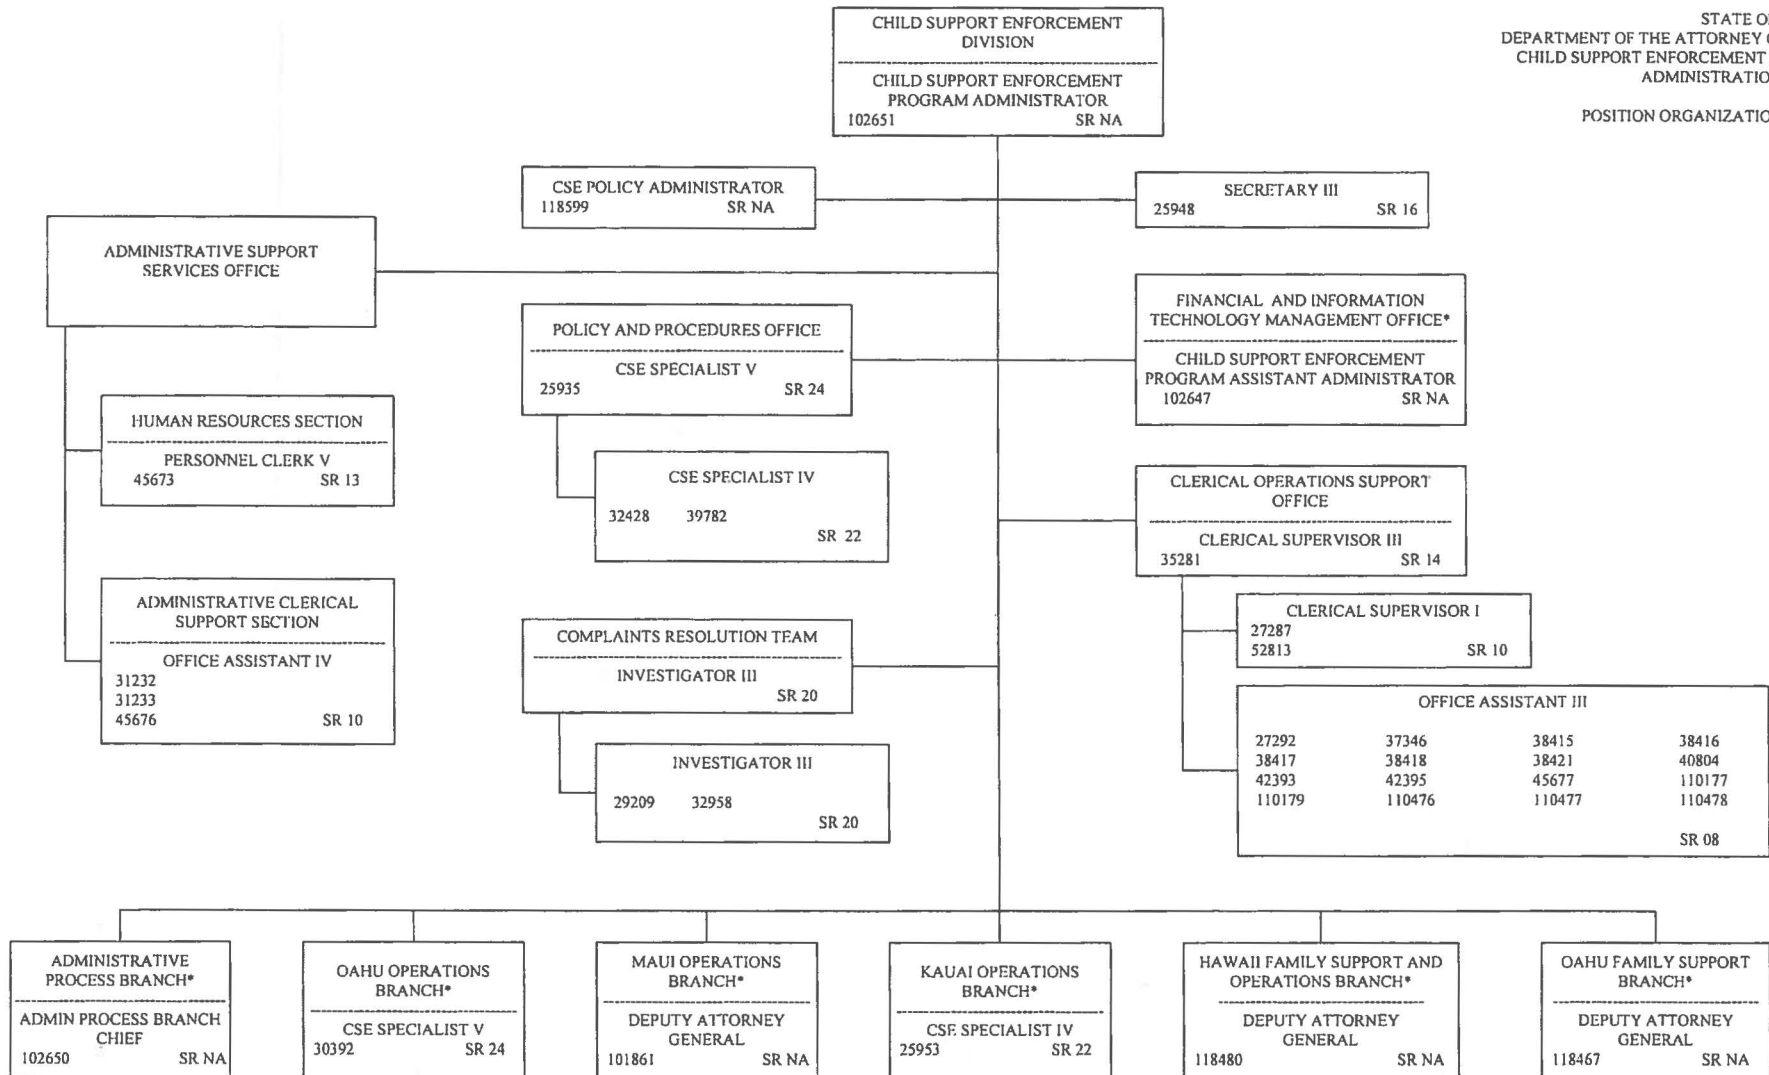 CHILD SUPPORT ENFORCEMENT
DIVISION
CHILD SUPPORT ENFORCEMENT
PROGRAM ADMINISTRATOR
102651 SR NA
STATE
DEPARTMENT OF THE ATTORNEY
CHILD SUPPORT ENFORCEMENT
POSITION
CSE POLICY ADMINISTRATOR
118599 SR NA
SECRETARY III
25948 SR 16
ADMINISTRATIVE SUPPORT
SERVICES OFFICE
POLICY AND PROCEDURES OFFICE
CSE SPECIALIST V
25935 SR 24
FINANCIAL AND INFORMATION
TECHNOLOGY MANAGEMENT OFFICE*
CHILD SUPPORT ENFORCEMENT
PROGRAM ASSISTANT ADMINISTRATOR
102647 SR NA
HUMAN RESOURCES SECTION
PERSONNEL CLERK V
45673 SR 13
CSE SPECIALIST IV
32428 39782
SR 22
CLERICAL OPERATIONS SUPPORT
OFFICE
CLERICAL SUPERVISOR III
35281 SR 14
ADMINISTRATIVE CLERICAL
SUPPORT SECTION
OFFICE ASSISTANT IV
31232
31233
45676 SR 10
COMPLAINTS RESOLUTION TEAM
INVESTIGATOR III
SR 20
INVESTIGATOR III
29209 32958
SR 20
CLERICAL SUPERVISOR I
27287
52813 SR 10
OFFICE ASSISTANT III
27292 37346 38415 38416
38417 38418 38421 40804
42393 42395 45677 110177
110179 110476 110477 110478
SR 08
ADMINISTRATIVE
PROCESS BRANCH*
ADMIN PROCESS BRANCH
CHIEF
102650 SR NA
OAHU OPERATIONS
BRANCH*
CSE SPECIALIST V
30392 SR 24
MAUI OPERATIONS
BRANCH*
DEPUTY ATTORNEY
GENERAL
101861 SR NA
KAUAI OPERATIONS
BRANCH*
CSE SPECIALIST IV
25953 SR 22
HAWAII FAMILY SUPPORT AND
OPERATIONS BRANCH*
DEPUTY ATTORNEY
GENERAL
118480 SR NA
OAHU FAMILY SUPPORT
BRANCH*
DEPUTY ATTORNEY
GENERAL
118467 SR NA